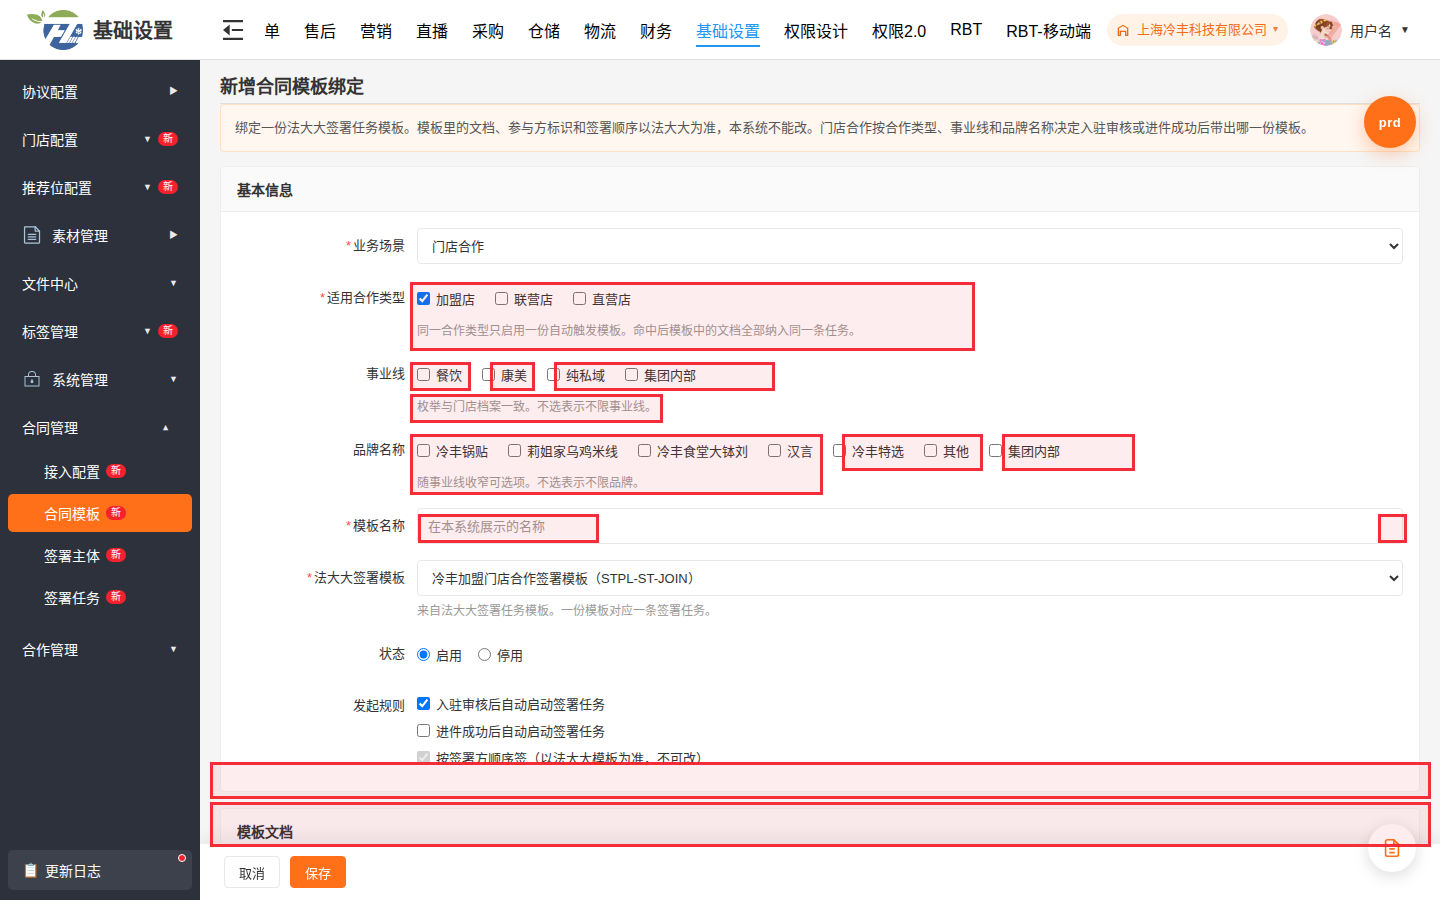 基础设置
单 售后 营销 直播 采购 仓储 物流 财务 基础设置 权限设计 权限2.0 RBT RBT-移动端 上海冷丰科技有限公司 用户名
协议配置
门店配置 新
推荐位配置 新
素材管理
文件中心
标签管理 新
系统管理
合同管理
接入配置 新
合同模板 新
签署主体 新
签署任务 新
合作管理
更新日志
新增合同模板绑定
绑定一份法大大签署任务模板。模板里的文档、参与方标识和签署顺序以法大大为准，本系统不能改。门店合作按合作类型、事业线和品牌名称决定入驻审核或进件成功后带出哪一份模板。
prd
基本信息
*业务场景 门店合作
*适用合作类型 加盟店 联营店 直营店
同一合作类型只启用一份自动触发模板。命中后模板中的文档全部纳入同一条任务。
事业线 餐饮 康美 纯私域 集团内部
枚举与门店档案一致。不选表示不限事业线。
品牌名称 冷丰锅贴 莉姐家乌鸡米线 冷丰食堂大钵刘 汉言 冷丰特选 其他 集团内部
随事业线收窄可选项。不选表示不限品牌。
*模板名称 在本系统展示的名称
*法大大签署模板 冷丰加盟门店合作签署模板（STPL-ST-JOIN）
来自法大大签署任务模板。一份模板对应一条签署任务。
状态 启用 停用
发起规则 入驻审核后自动启动签署任务
进件成功后自动启动签署任务
按签署方顺序签（以法大大模板为准，不可改）
模板文档
取消 保存